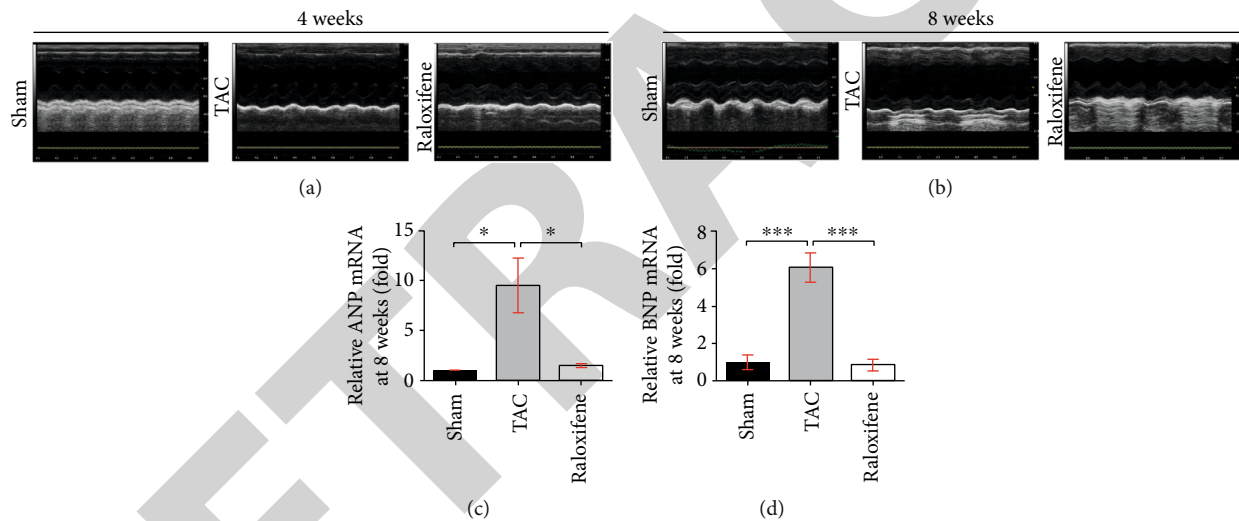 4 weeks
8 weeks
Sham
TAC
Raloxifene
Sham
TAC
Raloxifene
(a)
(b)
Relative ANP mRNA
at 8 weeks (fold)
15
10
5
0
*
*
Sham
TAC
Raloxifene
(c)
Relative BNP mRNA
at 8 weeks (fold)
8
6
4
2
0
***
***
Sham
TAC
Raloxifene
(d)